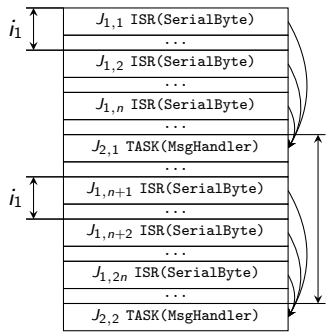 i₁
J₁,₁ ISR(SerialByte)
...
J₁,₂ ISR(SerialByte)
...
J₁,ₙ ISR(SerialByte)
...
J₂,₁ TASK(MsgHandler)
...
i₁
J₁,ₙ₊₁ ISR(SerialByte)
...
J₁,ₙ₊₂ ISR(SerialByte)
...
J₁,₂ₙ ISR(SerialByte)
...
J₂,₂ TASK(MsgHandler)